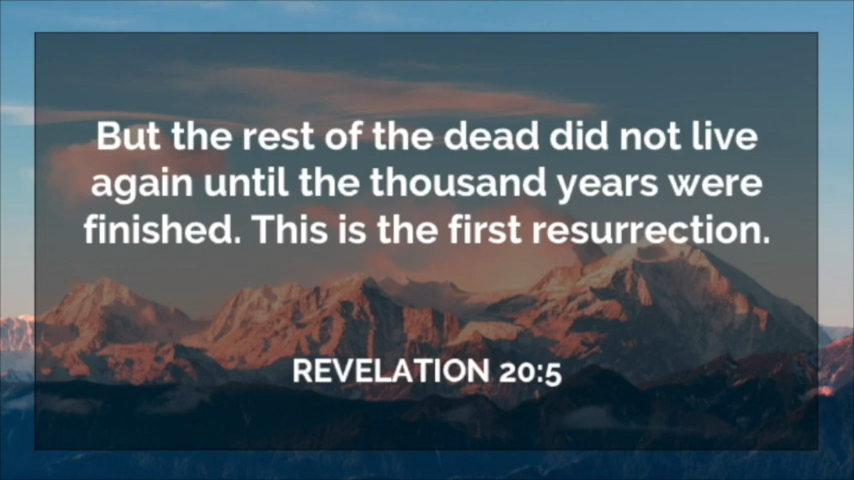 But the rest of the dead did not live
again until the thousand years were
finished. This is the first resurrection.
REVELATION 20:5